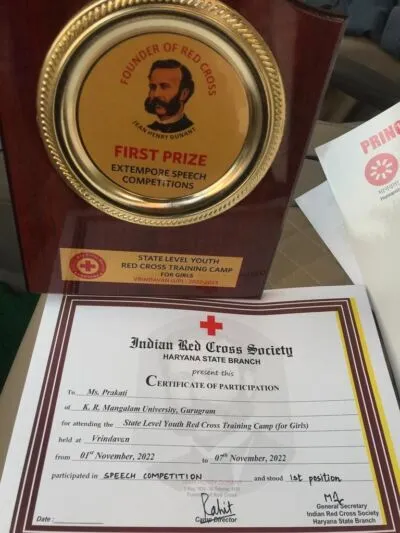 FOUNDER OF RED CROSS
JEAN HENRY DUNANT
FIRST PRIZE
EXTEMPORE SPEECH
COMPETITIONS
STATE LEVEL YOUTH
RED CROSS TRAINING CAMP
FOR GIRLS
VRINDAVAN (UP) : 2022-2023
Indian Red Cross Society
HARYANA STATE BRANCH
present this
CERTIFICATE OF PARTICIPATION
To Ms. Prakati
of K. R. Mangalam University, Gurugram
for attending the State Level Youth Red Cross Training Camp (for Girls)
held at Vrindavan
from 01st November, 2022 to 07th November, 2022
participated in SPEECH COMPETITION and stood 1st position
Rohit
Camp Director
General Secretary
Indian Red Cross Society
Haryana State Branch
Date :